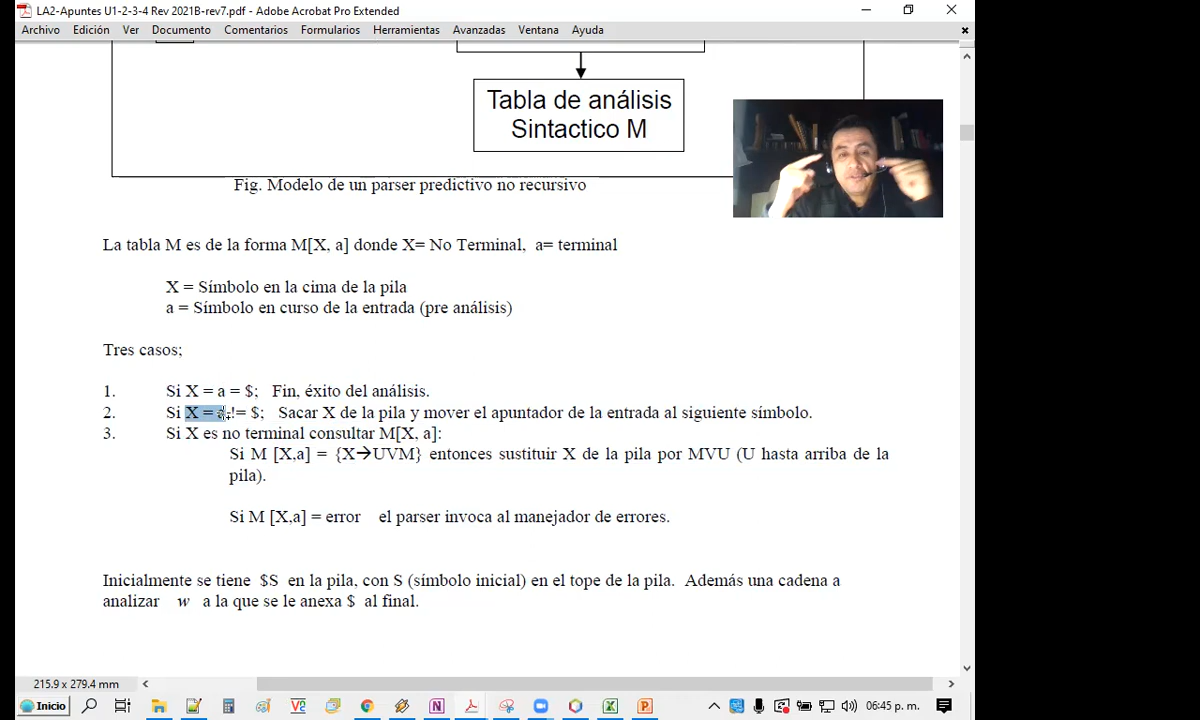 LA2-Apuntes U1-2-3-4 Rev 2021B-rev7.pdf - Adobe Acrobat Pro Extended
Archivo Edición Ver Documento Comentarios Formularios Herramientas Avanzadas Ventana Ayuda
Tabla de análisis
Sintactico M
Fig. Modelo de un parser predictivo no recursivo
La tabla M es de la forma M[X, a] donde X= No Terminal, a= terminal
X = Símbolo en la cima de la pila
a = Símbolo en curso de la entrada (pre análisis)
Tres casos;
1. Si X = a = $; Fin, éxito del análisis.
2. Si X = a != $; Sacar X de la pila y mover el apuntador de la entrada al siguiente símbolo.
3. Si X es no terminal consultar M[X, a]:
Si M [X,a] = {X→UVM} entonces sustituir X de la pila por MVU (U hasta arriba de la
pila).
Si M [X,a] = error el parser invoca al manejador de errores.
Inicialmente se tiene $S en la pila, con S (símbolo inicial) en el tope de la pila. Además una cadena a
analizar w a la que se le anexa $ al final.
215.9 x 279.4 mm
Inicio 06:45 p. m.